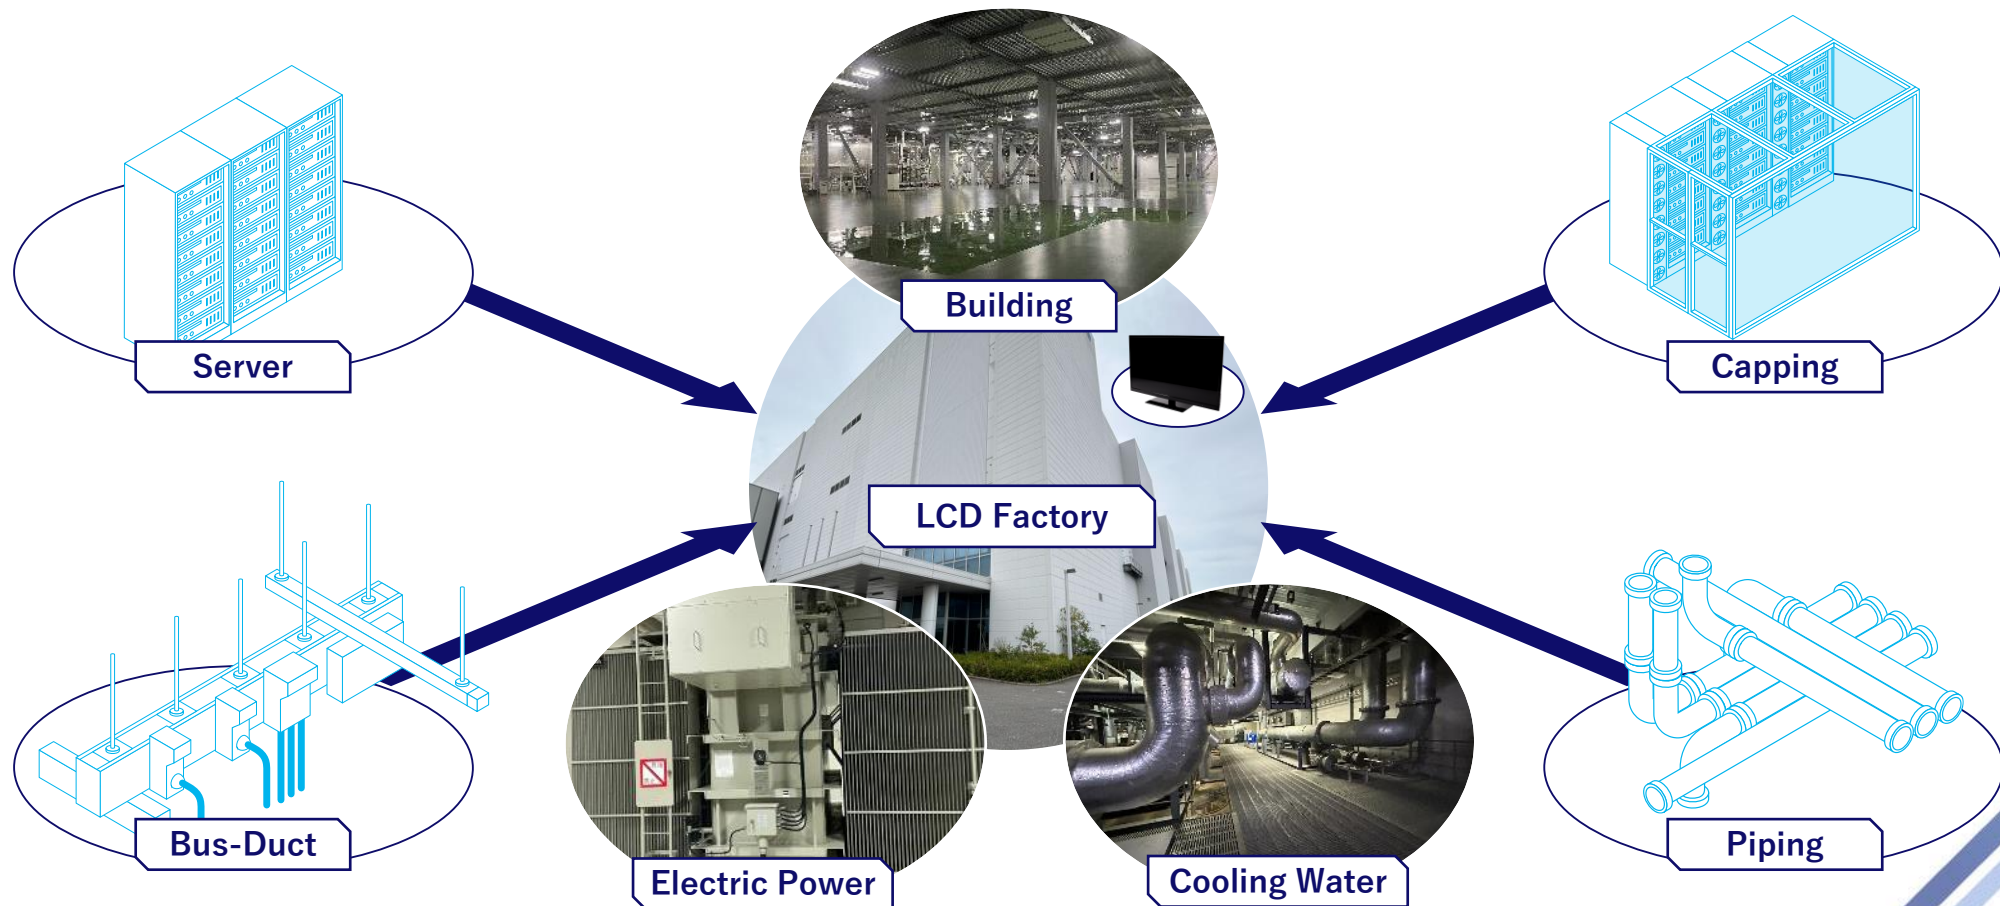 Building
Server
Capping
LCD Factory
Bus-Duct
Piping
Electric Power
Cooling Water